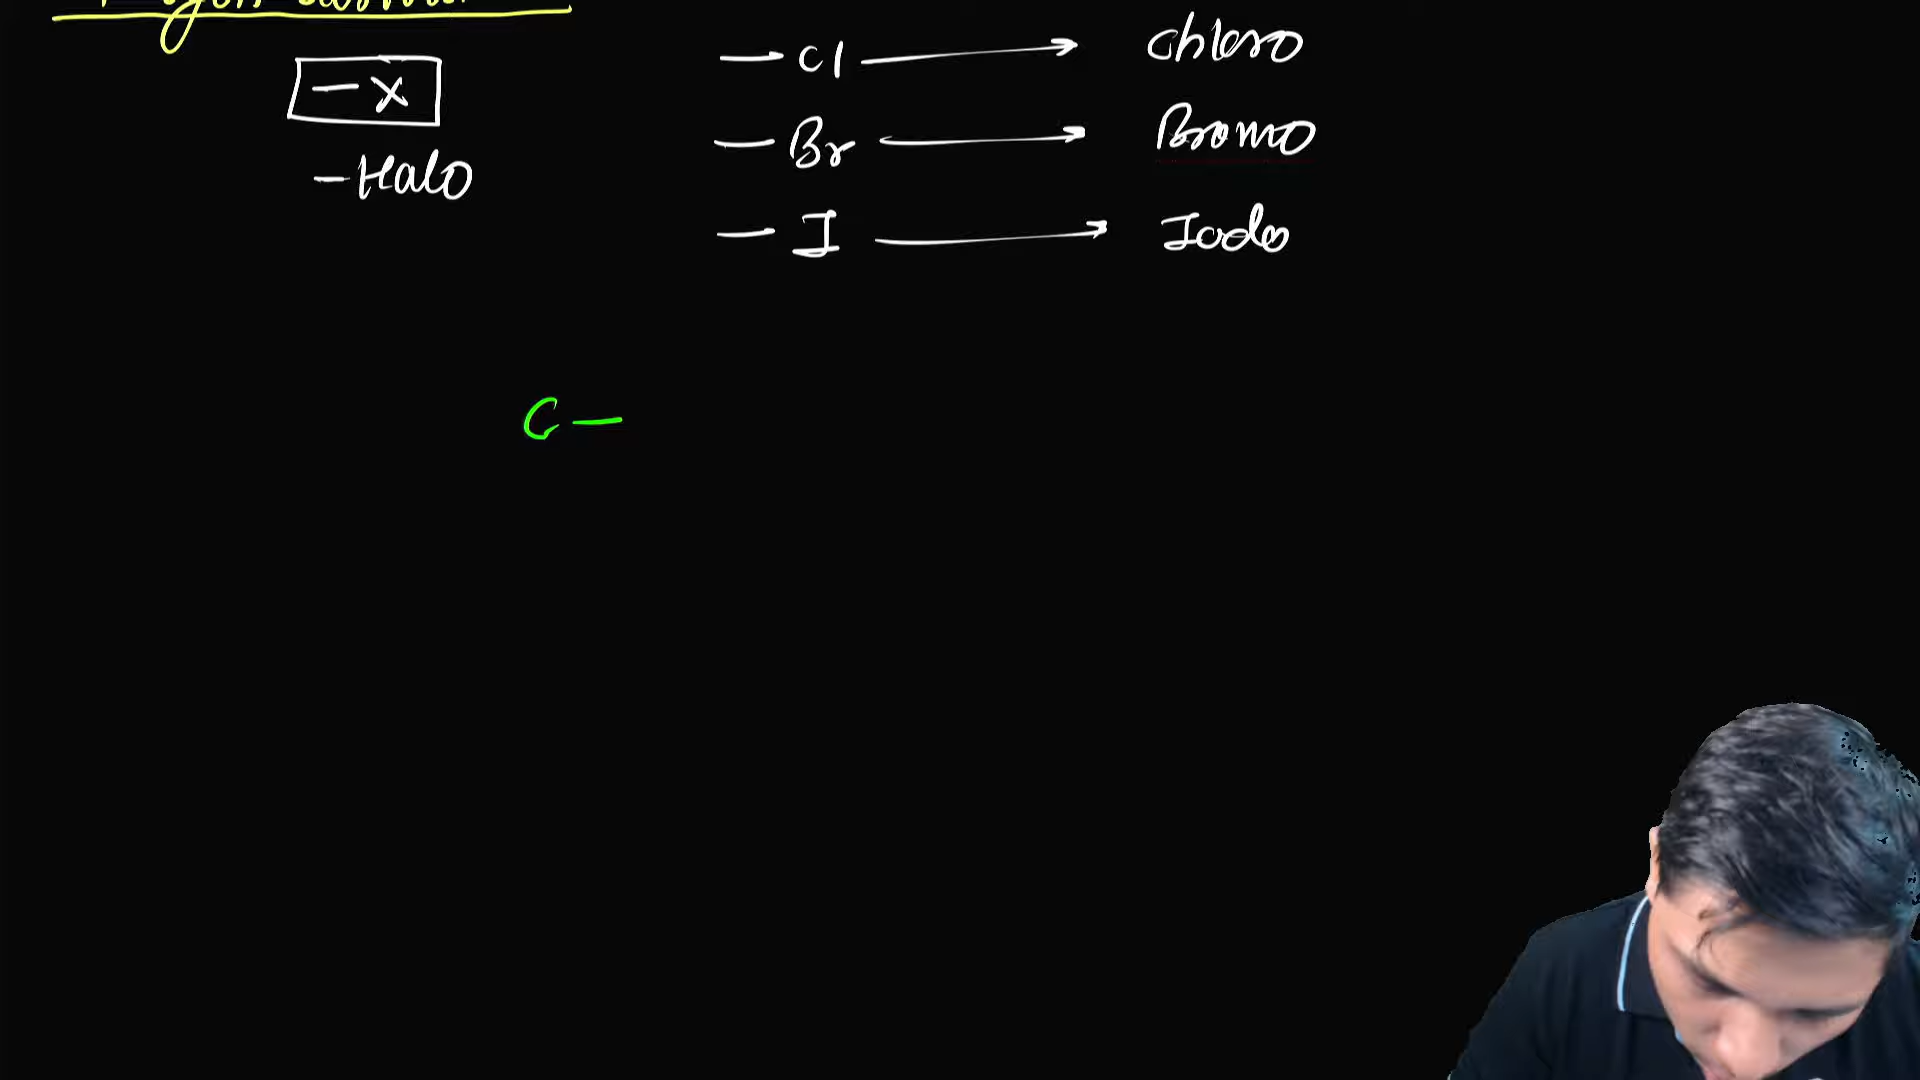 - Cl → Chloro
- X
- Br → Bromo
- Halo
- I → Iodo
C -